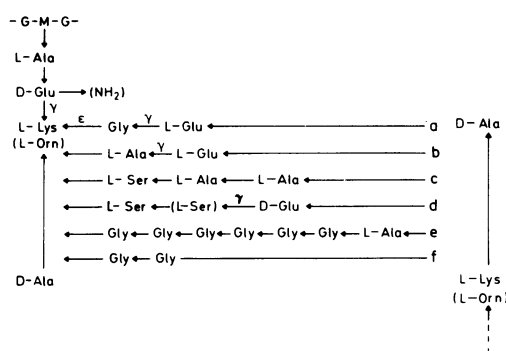 -G-M-G-
L-Ala
D-Glu → (NH₂)
γ
L-Lys ← ε Gly ← γ L-Glu ← a D-Ala
(L-Orn)
← L-Ala ← γ L-Glu ← b
← L-Ser ← L-Ala ← L-Ala ← c
← L-Ser ← (L-Ser) ← γ D-Glu ← d
← Gly ← Gly ← Gly ← Gly ← Gly ← Gly ← L-Ala ← e
D-Ala ← Gly ← Gly f L-Lys
(L-Orn)